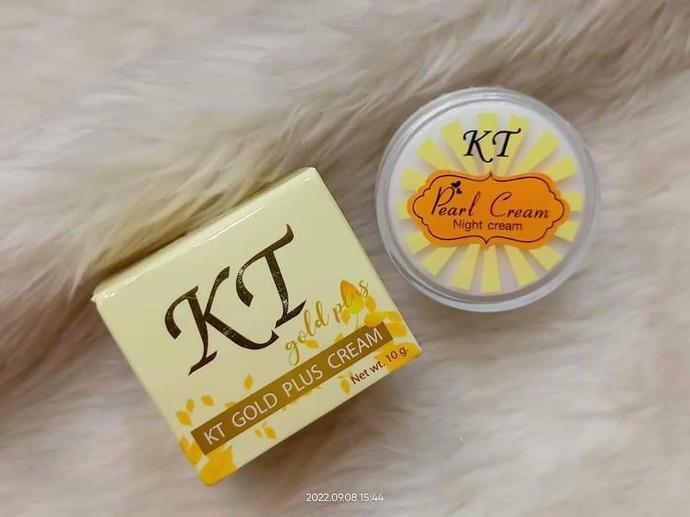 KT
gold plus
KT GOLD PLUS CREAM
Net wt. 10 g.
KT
Pearl Cream
Night cream
2022.09.08 15:44